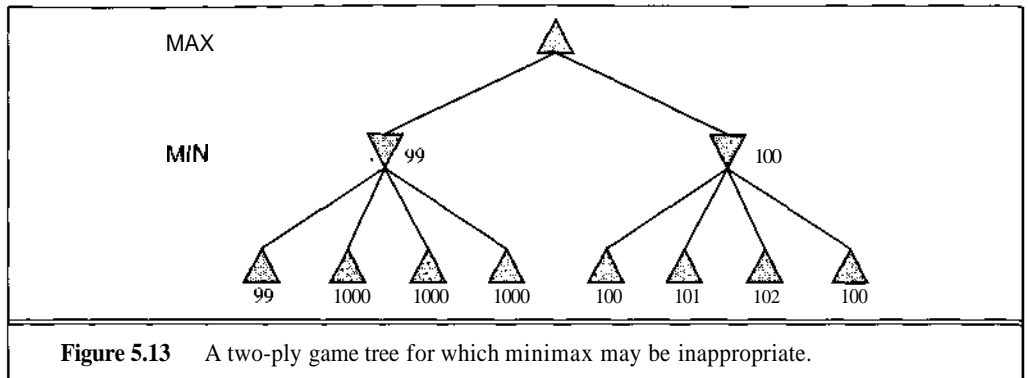 MAX
MIN
99
100
99 1000 1000 1000 100 101 102 100
Figure 5.13 A two-ply game tree for which minimax may be inappropriate.